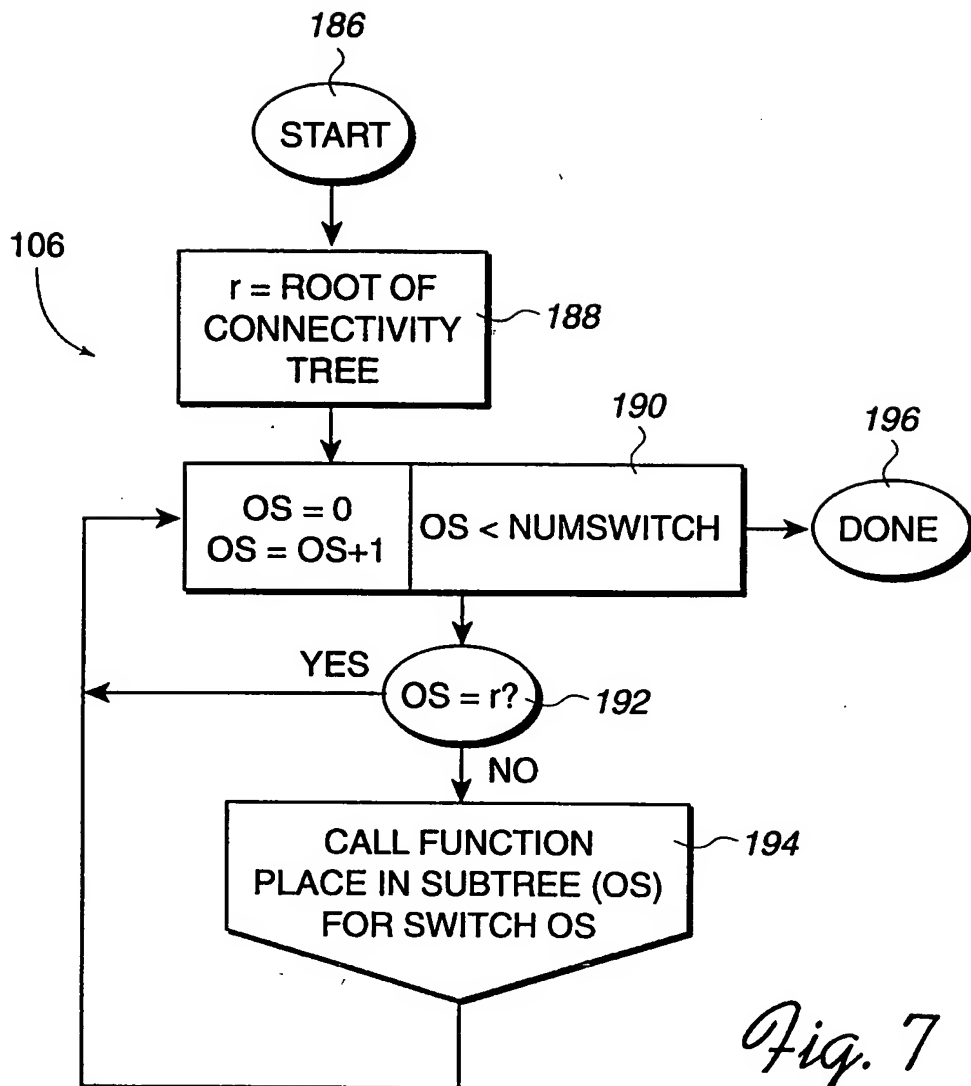 186
START
106
r = ROOT OF
CONNECTIVITY
TREE
188
190
196
OS = 0
OS = OS+1
OS < NUMSWITCH
DONE
YES
OS = r?
192
NO
CALL FUNCTION
PLACE IN SUBTREE (OS)
FOR SWITCH OS
194
Fig. 7